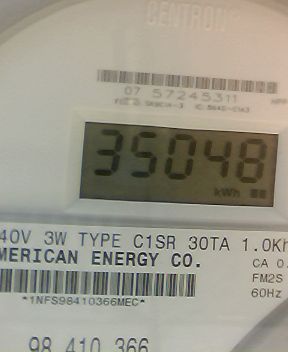 CENTRON®
07 57245311
35048
kWh
40V 3W TYPE C1SR 30TA 1.0Kh
MERICAN ENERGY CO.
CA 0.
FM2S
60Hz
*1NFS98410366MEC*
98 410 366